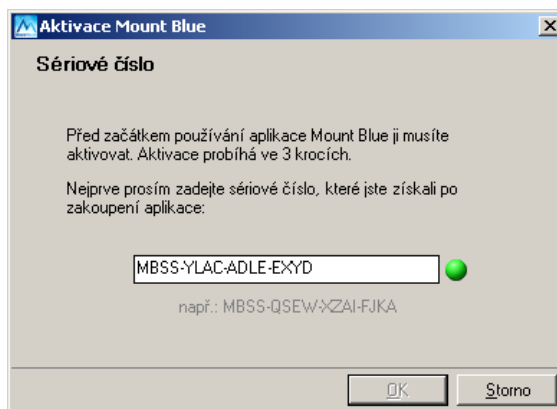 Aktivace Mount Blue
Sériové číslo
Před začátkem používání aplikace Mount Blue ji musíte
aktivovat. Aktivace probíhá ve 3 krocích.
Nejprve prosím zadejte sériové číslo, které jste získali po
zakoupení aplikace:
MBSS-YLAC-ADLE-EXYD
např.: MBSS-QSEW-XZAI-FJKA
OK Storno